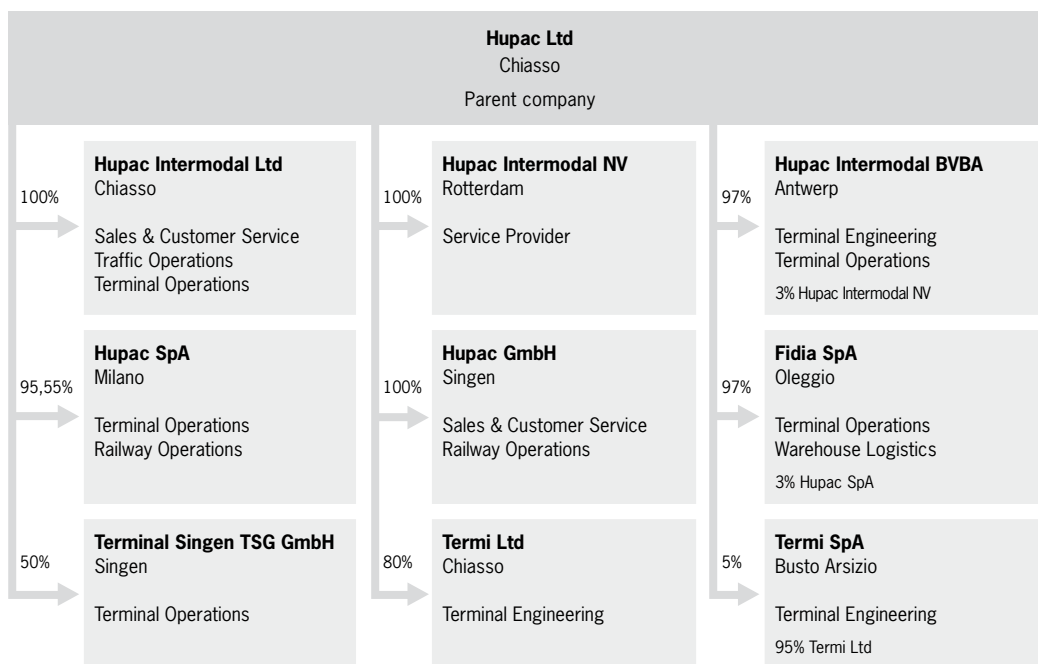 Hupac Ltd
Chiasso
Parent company
100%
Hupac Intermodal Ltd
Chiasso
Sales & Customer Service
Traffic Operations
Terminal Operations
100%
Hupac Intermodal NV
Rotterdam
Service Provider
97%
Hupac Intermodal BVBA
Antwerp
Terminal Engineering
Terminal Operations
3% Hupac Intermodal NV
95,55%
Hupac SpA
Milano
Terminal Operations
Railway Operations
100%
Hupac GmbH
Singen
Sales & Customer Service
Railway Operations
97%
Fidia SpA
Oleggio
Terminal Operations
Warehouse Logistics
3% Hupac SpA
50%
Terminal Singen TSG GmbH
Singen
Terminal Operations
80%
Termi Ltd
Chiasso
Terminal Engineering
5%
Termi SpA
Busto Arsizio
Terminal Engineering
95% Termi Ltd